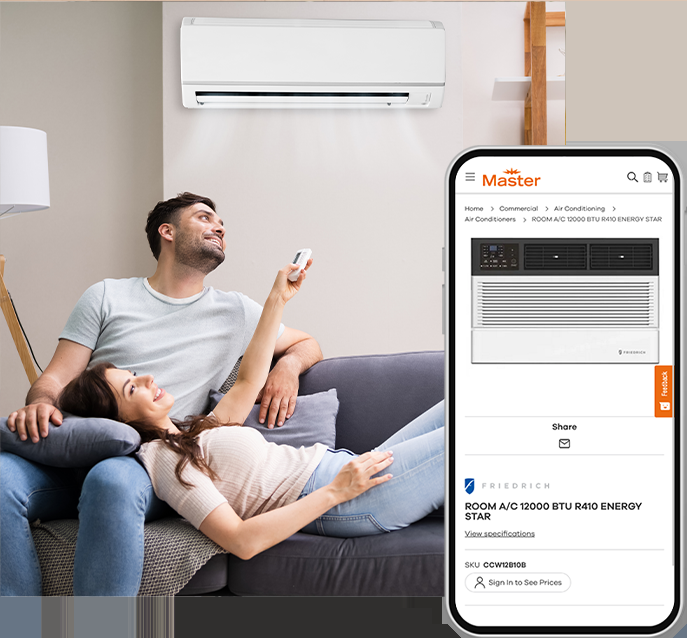 Master
Home > Commercial > Air Conditioning >
Air Conditioners > ROOM A/C 12000 BTU R410 ENERGY STAR
FRIEDRICH
Feedback
Share
FRIEDRICH
ROOM A/C 12000 BTU R410 ENERGY
STAR
View specifications
SKU CCW12B10B
Sign In to See Prices